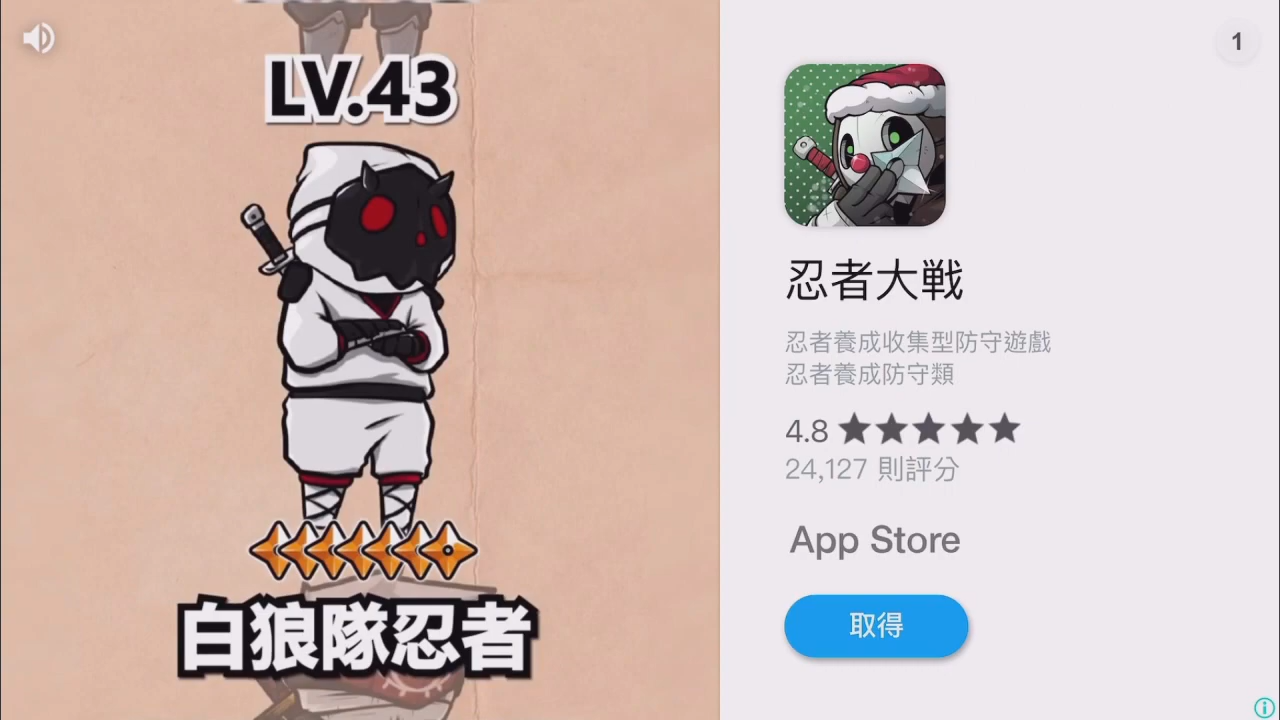 LV.43
白狼隊忍者
1
忍者大戦
忍者養成收集型防守遊戲
忍者養成防守類
4.8
24,127 則評分
App Store
取得